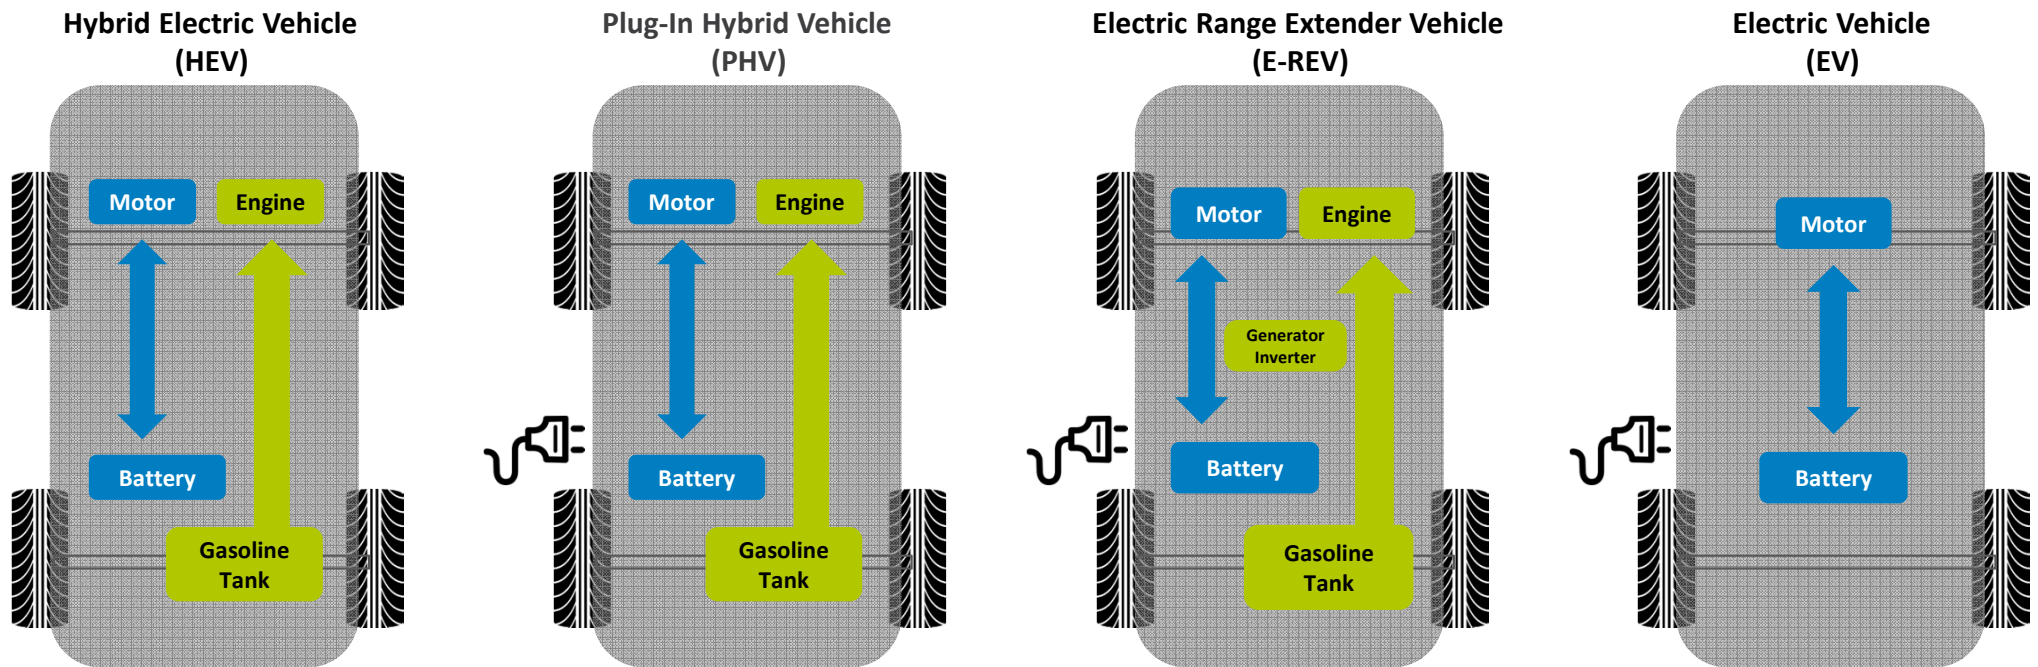 Hybrid Electric Vehicle
(HEV)
Motor
Engine
Battery
Gasoline
Tank
Plug-In Hybrid Vehicle
(PHV)
Motor
Engine
Battery
Gasoline
Tank
Electric Range Extender Vehicle
(E-REV)
Motor
Engine
Generator
Inverter
Battery
Gasoline
Tank
Electric Vehicle
(EV)
Motor
Battery